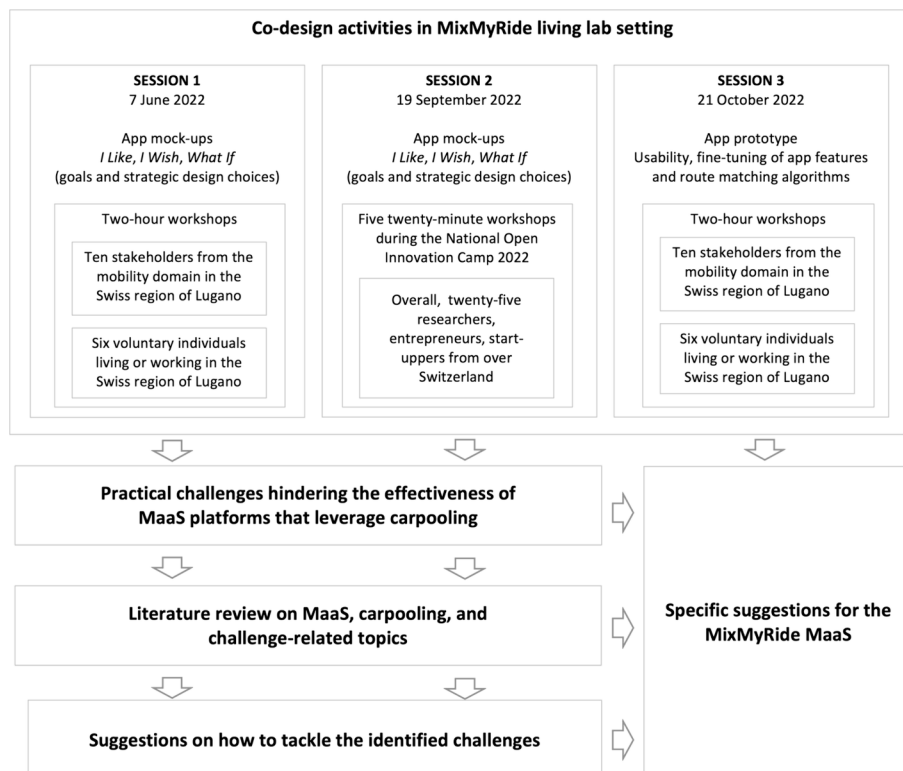 Co-design activities in MixMyRide living lab setting
SESSION 1
7 June 2022
App mock-ups
I Like, I Wish, What If
(goals and strategic design choices)
Two-hour workshops
Ten stakeholders from the
mobility domain in the
Swiss region of Lugano
Six voluntary individuals
living or working in the
Swiss region of Lugano
SESSION 2
19 September 2022
App mock-ups
I Like, I Wish, What If
(goals and strategic design choices)
Five twenty-minute workshops
during the National Open
Innovation Camp 2022
Overall, twenty-five
researchers,
entrepreneurs, start-
uppers from over
Switzerland
SESSION 3
21 October 2022
App prototype
Usability, fine-tuning of app features
and route matching algorithms
Two-hour workshops
Ten stakeholders from the
mobility domain in the
Swiss region of Lugano
Six voluntary individuals
living or working in the
Swiss region of Lugano
Practical challenges hindering the effectiveness of
MaaS platforms that leverage carpooling
Literature review on MaaS, carpooling, and
challenge-related topics
Suggestions on how to tackle the identified challenges
Specific suggestions for the
MixMyRide MaaS